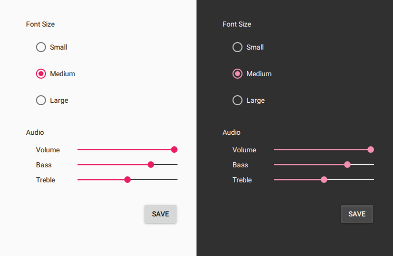 Font Size
Small
Medium
Large
Audio
Volume
Bass
Treble
SAVE
Font Size
Small
Medium
Large
Audio
Volume
Bass
Treble
SAVE